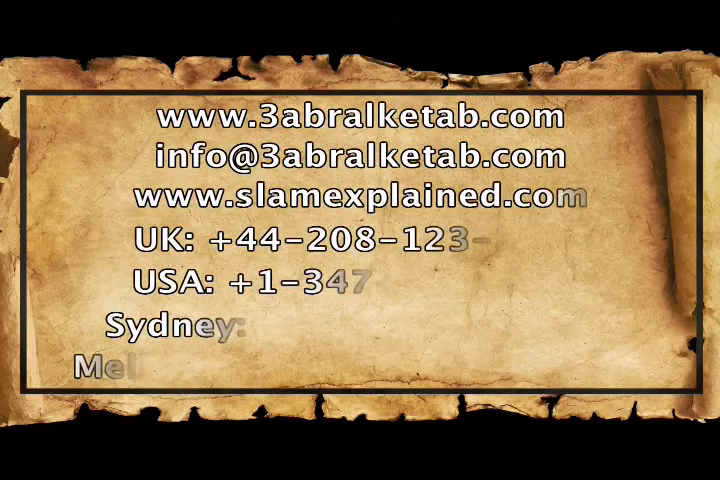 www.3abralketab.com
info@3abralketab.com
www.slamexplained.com
UK: +44-208-123-
USA: +1-347
Sydney: